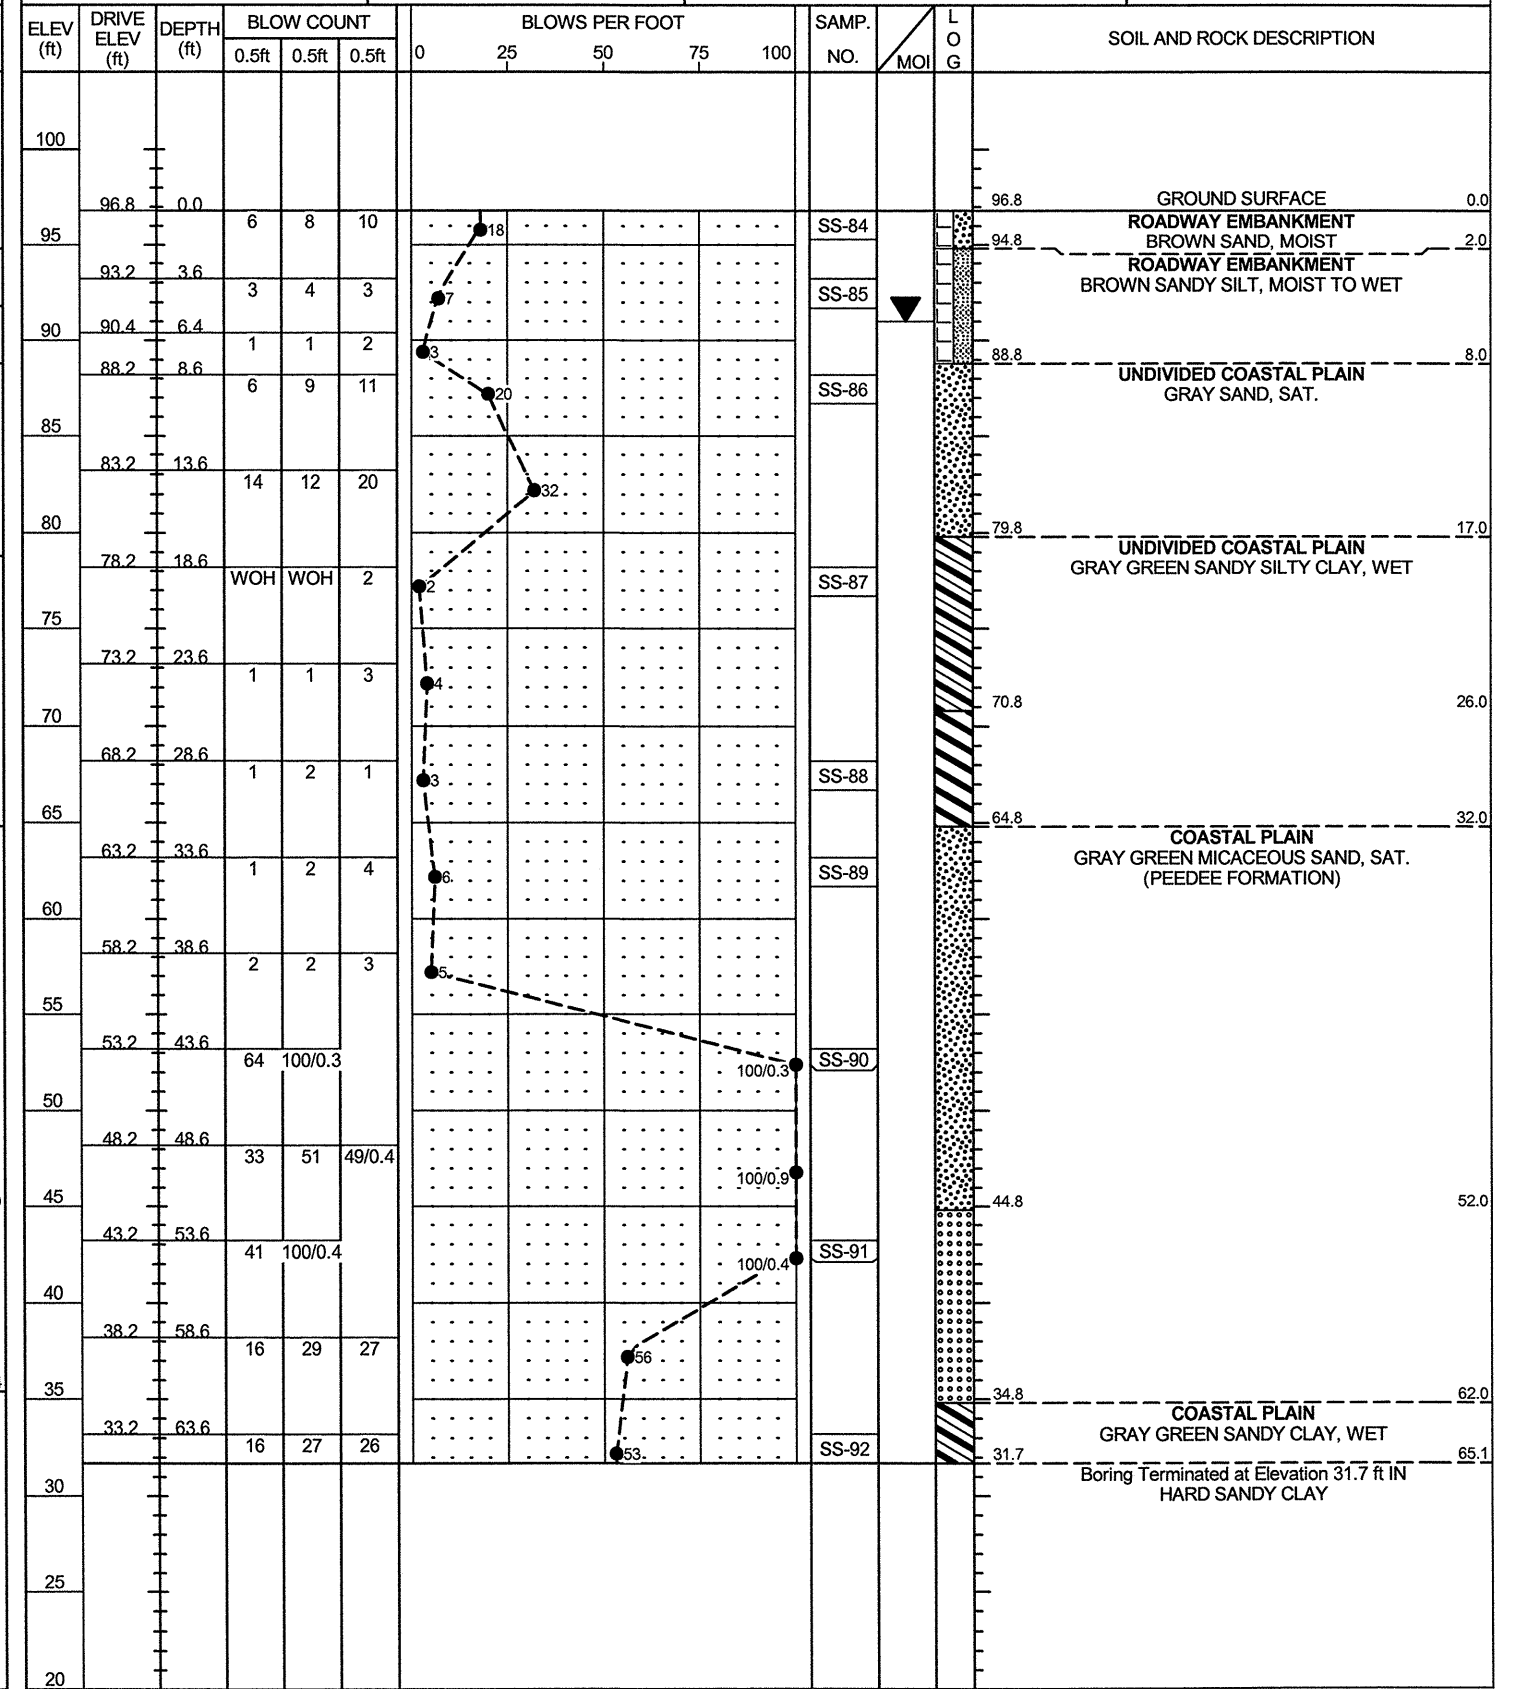 ELEV (ft) DRIVE ELEV (ft) DEPTH (ft) BLOW COUNT BLOWS PER FOOT SAMP. NO. MOI LOG SOIL AND ROCK DESCRIPTION
0.5ft 0.5ft 0.5ft 0 25 50 75 100
100
96.8 0.0 96.8 GROUND SURFACE 0.0
6 8 10 18 SS-84 ROADWAY EMBANKMENT
95 94.8 BROWN SAND, MOIST 2.0
ROADWAY EMBANKMENT
93.2 3.6 BROWN SANDY SILT, MOIST TO WET
3 4 3 7 SS-85
90.4 6.4
90
1 1 2 3 88.8 8.0
88.2 8.6 UNDIVIDED COASTAL PLAIN
6 9 11 20 SS-86 GRAY SAND, SAT.
85
83.2 13.6
14 12 20 32
80 79.8 17.0
UNDIVIDED COASTAL PLAIN
78.2 18.6 GRAY GREEN SANDY SILTY CLAY, WET
WOH WOH 2 2 SS-87
75
73.2 23.6
1 1 3 4
70 70.8 26.0
68.2 28.6
1 2 1 3 SS-88
65 64.8 32.0
COASTAL PLAIN
63.2 33.6 GRAY GREEN MICACEOUS SAND, SAT.
1 2 4 6 SS-89 (PEEDEE FORMATION)
60
58.2 38.6
2 2 3 5
55
53.2 43.6
64 100/0.3 100/0.3 SS-90
50
48.2 48.6
33 51 49/0.4 100/0.9
45 44.8 52.0
43.2 53.6
41 100/0.4 100/0.4 SS-91
40
38.2 58.6
16 29 27 56
35 34.8 62.0
COASTAL PLAIN
33.2 63.6 GRAY GREEN SANDY CLAY, WET
16 27 26 53 SS-92 31.7 65.1
Boring Terminated at Elevation 31.7 ft IN
30 HARD SANDY CLAY
25
20